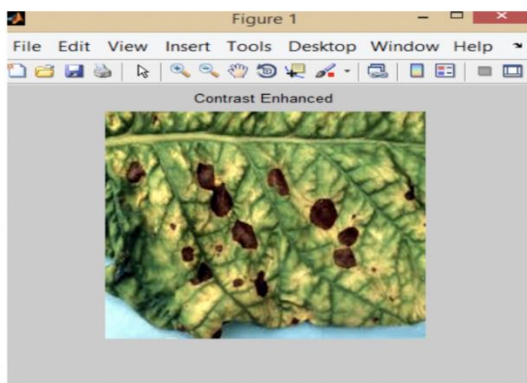 Figure 1
File Edit View Insert Tools Desktop Window Help
Contrast Enhanced